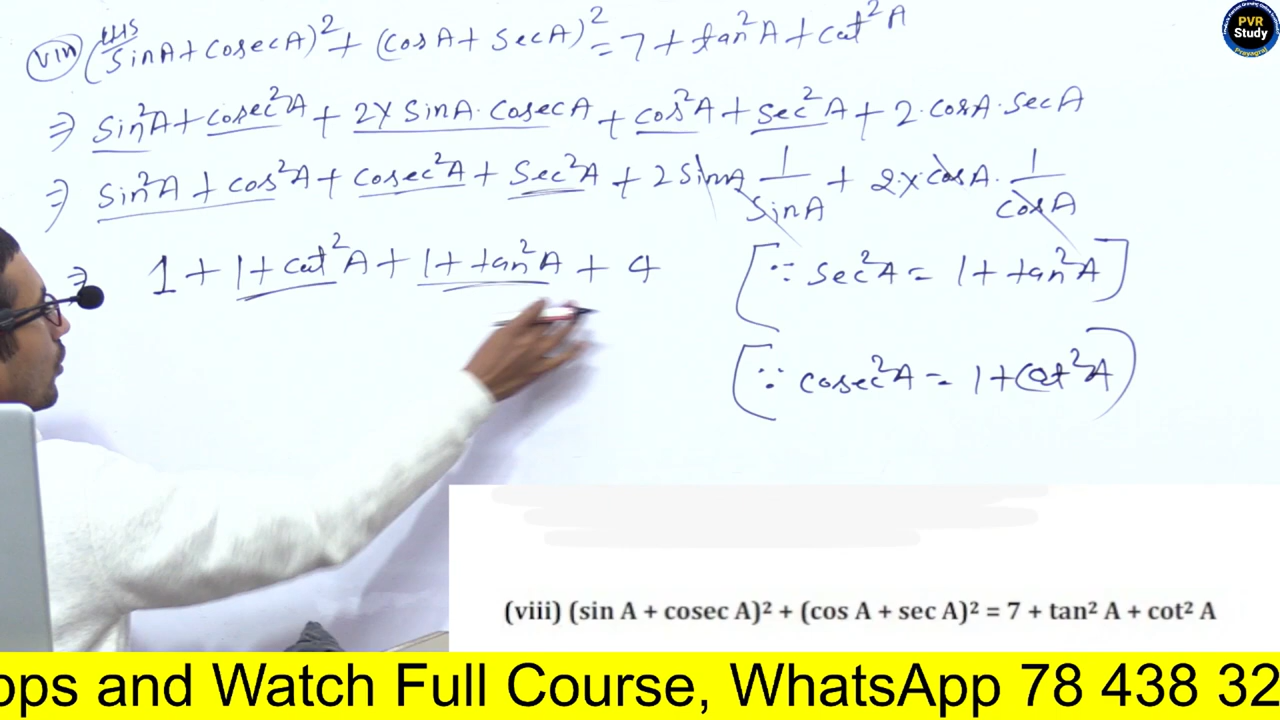 (viii) LHS (SinA + cosecA)² + (cosA + secA)² = 7 + tan²A + cot²A
⇒ sin²A + cosec²A + 2× SinA · cosecA + cos²A + sec²A + 2 · cosA · secA
⇒ Sin²A + cos²A + cosec²A + Sec²A + 2 SinA 1/SinA + 2 × cosA · 1/cosA
⇒ 1 + 1 + cot²A + 1 + tan²A + 4 [∵ sec²A = 1 + tan²A]
(∵ cosec²A = 1 + cot²A)
PVR
Study
Prayagraj
(viii) (sin A + cosec A)² + (cos A + sec A)² = 7 + tan² A + cot² A
pps and Watch Full Course, WhatsApp 78 438 32